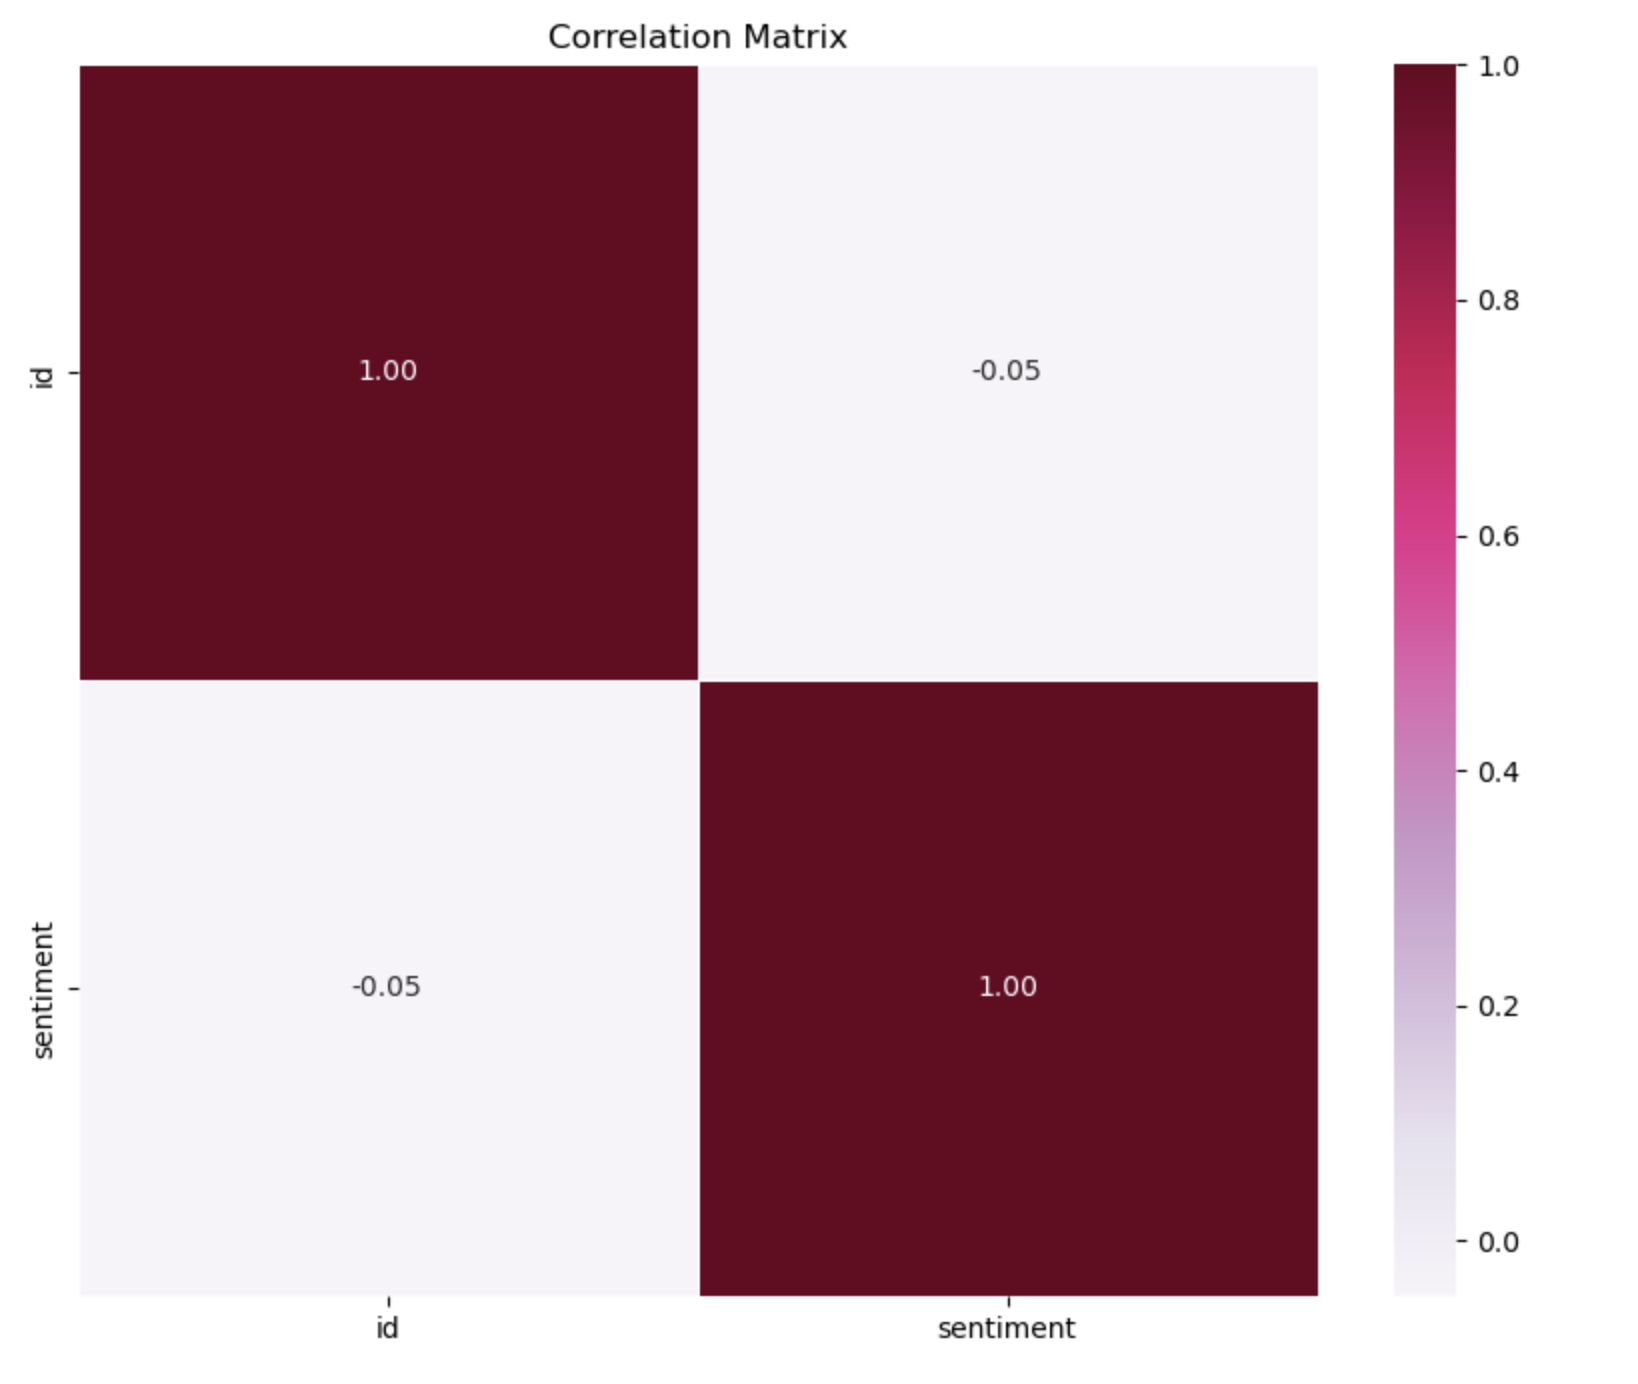 Correlation Matrix
id
1.00
-0.05
sentiment
-0.05
1.00
id
sentiment
1.0
0.8
0.6
0.4
0.2
0.0